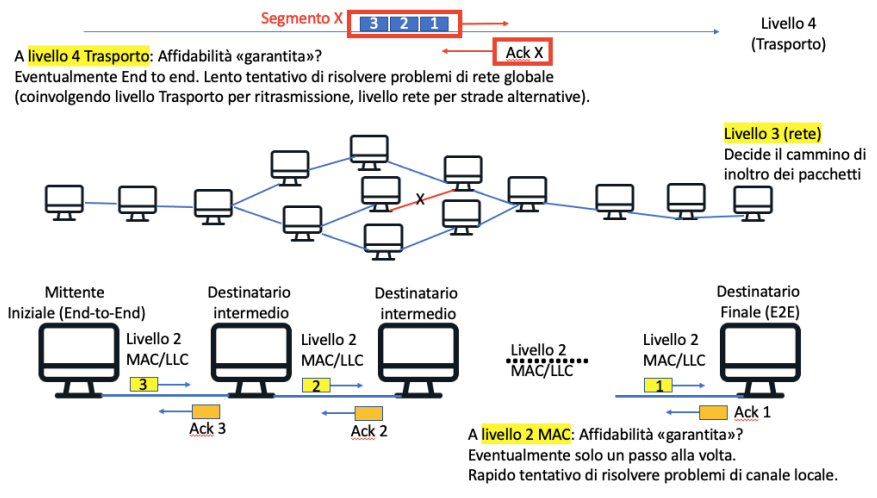 Segmento X
3 2 1
Livello 4
(Trasporto)
Ack X
A livello 4 Trasporto: Affidabilità «garantita»?
Eventualmente End to end. Lento tentativo di risolvere problemi di rete globale
(coinvolgendo livello Trasporto per ritrasmissione, livello rete per strade alternative).
Livello 3 (rete)
Decide il cammino di
inoltro dei pacchetti
X
Mittente
Iniziale (End-to-End)
Destinatario
intermedio
Destinatario
intermedio
Destinatario
Finale (E2E)
Livello 2
MAC/LLC
3
Ack 3
Livello 2
MAC/LLC
2
Ack 2
Livello 2
MAC/LLC
Livello 2
MAC/LLC
1
Ack 1
A livello 2 MAC: Affidabilità «garantita»?
Eventualmente solo un passo alla volta.
Rapido tentativo di risolvere problemi di canale locale.